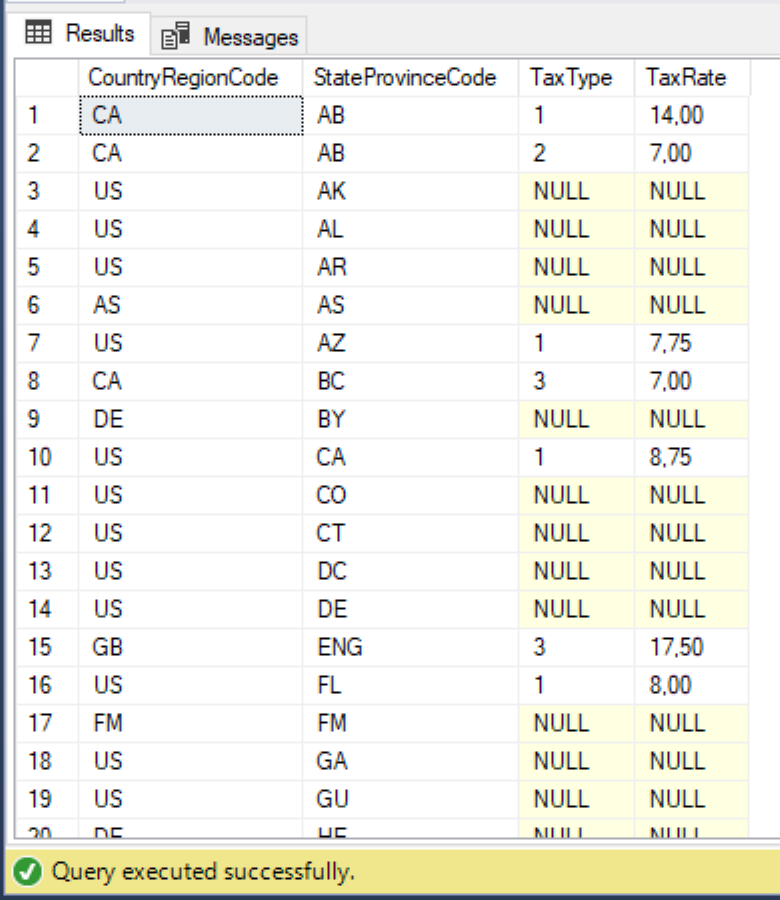 Results Messages
CountryRegionCode StateProvinceCode TaxType TaxRate
1 CA AB 1 14,00
2 CA AB 2 7,00
3 US AK NULL NULL
4 US AL NULL NULL
5 US AR NULL NULL
6 AS AS NULL NULL
7 US AZ 1 7,75
8 CA BC 3 7,00
9 DE BY NULL NULL
10 US CA 1 8,75
11 US CO NULL NULL
12 US CT NULL NULL
13 US DC NULL NULL
14 US DE NULL NULL
15 GB ENG 3 17,50
16 US FL 1 8,00
17 FM FM NULL NULL
18 US GA NULL NULL
19 US GU NULL NULL
20 DE NULL NULL
Query executed successfully.